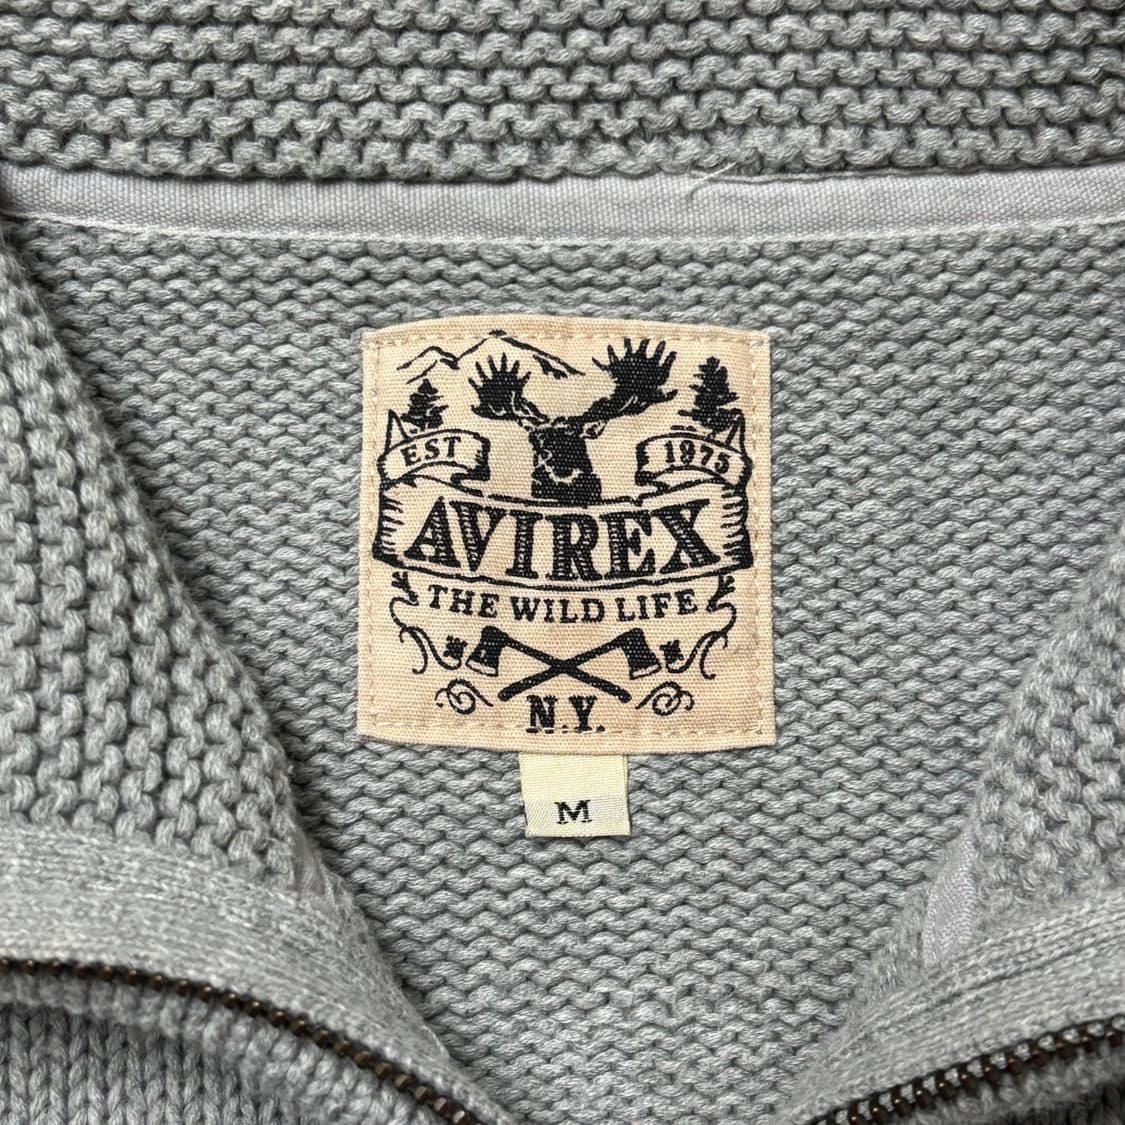 EST 1975
AVIREX
THE WILD LIFE
N.Y.
M